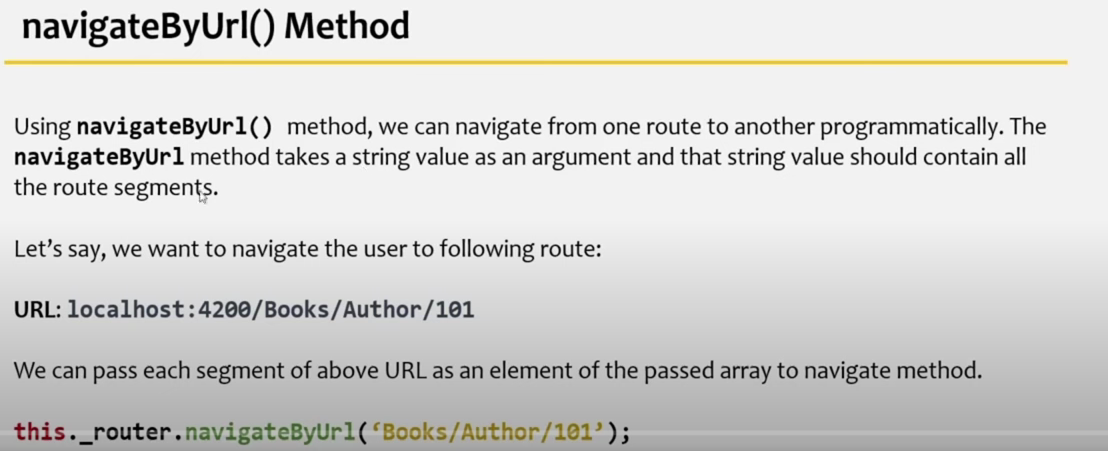 navigateByUrl() Method
Using navigateByUrl() method, we can navigate from one route to another programmatically. The
navigateByUrl method takes a string value as an argument and that string value should contain all
the route segments.
Let’s say, we want to navigate the user to following route:
URL: localhost:4200/Books/Author/101
We can pass each segment of above URL as an element of the passed array to navigate method.
this._router.navigateByUrl(‘Books/Author/101’);